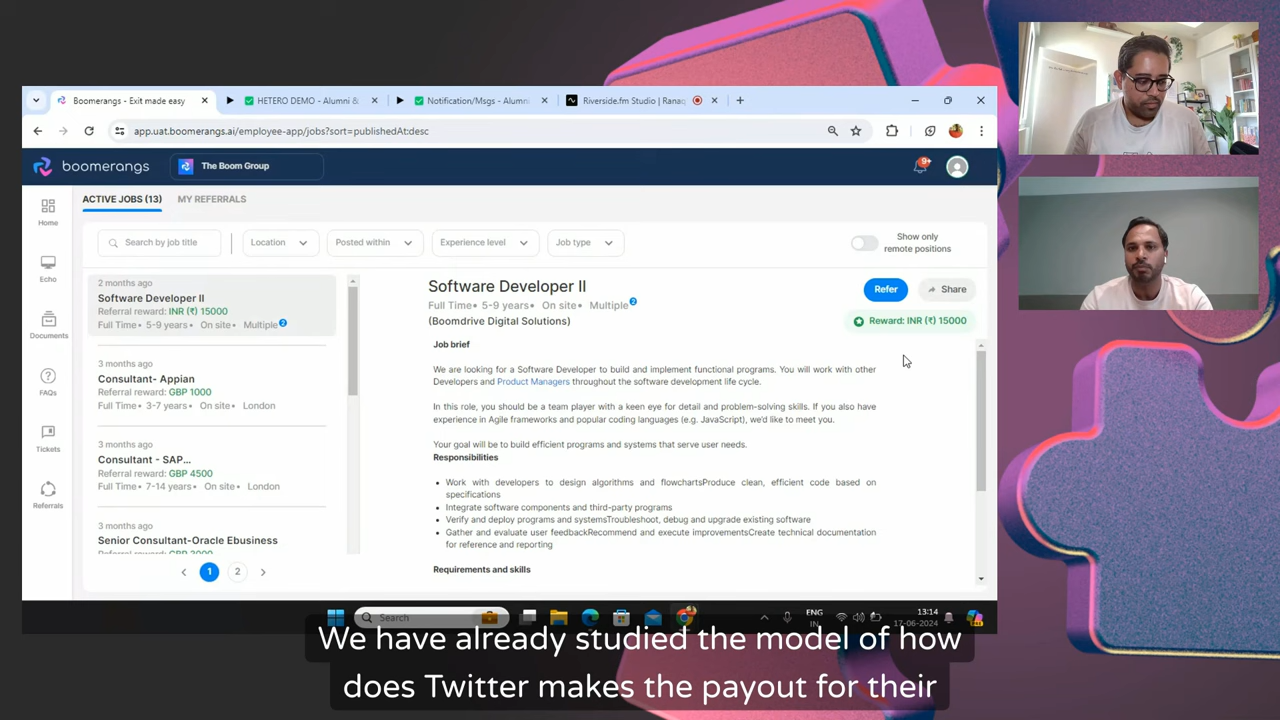 Boomerangs - Exit made easy
HETERO DEMO - Alumni &
Notification/Msgs - Alumni
Riverside.fm Studio | Ranao
app.uat.boomerangs.ai/employee-app/jobs?sort=publishedAt:desc
boomerangs
The Boom Group
9+
Home
Echo
Documents
FAQs
Tickets
Referrals
ACTIVE JOBS (13)
MY REFERRALS
Search by job title
Location
Posted within
Experience level
Job type
Show only
remote positions
2 months ago
Software Developer II
Referral reward: INR (₹) 15000
Full Time• 5-9 years• On site• Multiple 2
3 months ago
Consultant- Appian
Referral reward: GBP 1000
Full Time• 3-7 years• On site• London
3 months ago
Consultant - SAP...
Referral reward: GBP 4500
Full Time• 7-14 years• On site• London
3 months ago
Senior Consultant-Oracle Ebusiness
1
2
Software Developer II
Full Time• 5-9 years• On site• Multiple 2
(Boomdrive Digital Solutions)
Refer
Share
Reward: INR (₹) 15000
Job brief
We are looking for a Software Developer to build and implement functional programs. You will work with other
Developers and Product Managers throughout the software development life cycle.
In this role, you should be a team player with a keen eye for detail and problem-solving skills. If you also have
experience in Agile frameworks and popular coding languages (e.g. JavaScript), we'd like to meet you.
Your goal will be to build efficient programs and systems that serve user needs.
Responsibilities
• Work with developers to design algorithms and flowchartsProduce clean, efficient code based on
specifications
• Integrate software components and third-party programs
• Verify and deploy programs and systemsTroubleshoot, debug and upgrade existing software
• Gather and evaluate user feedbackRecommend and execute improvementsCreate technical documentation
for reference and reporting
Requirements and skills
Search
ENG
IN
13:14
17-06-2024
We have already studied the model of how
does Twitter makes the payout for their